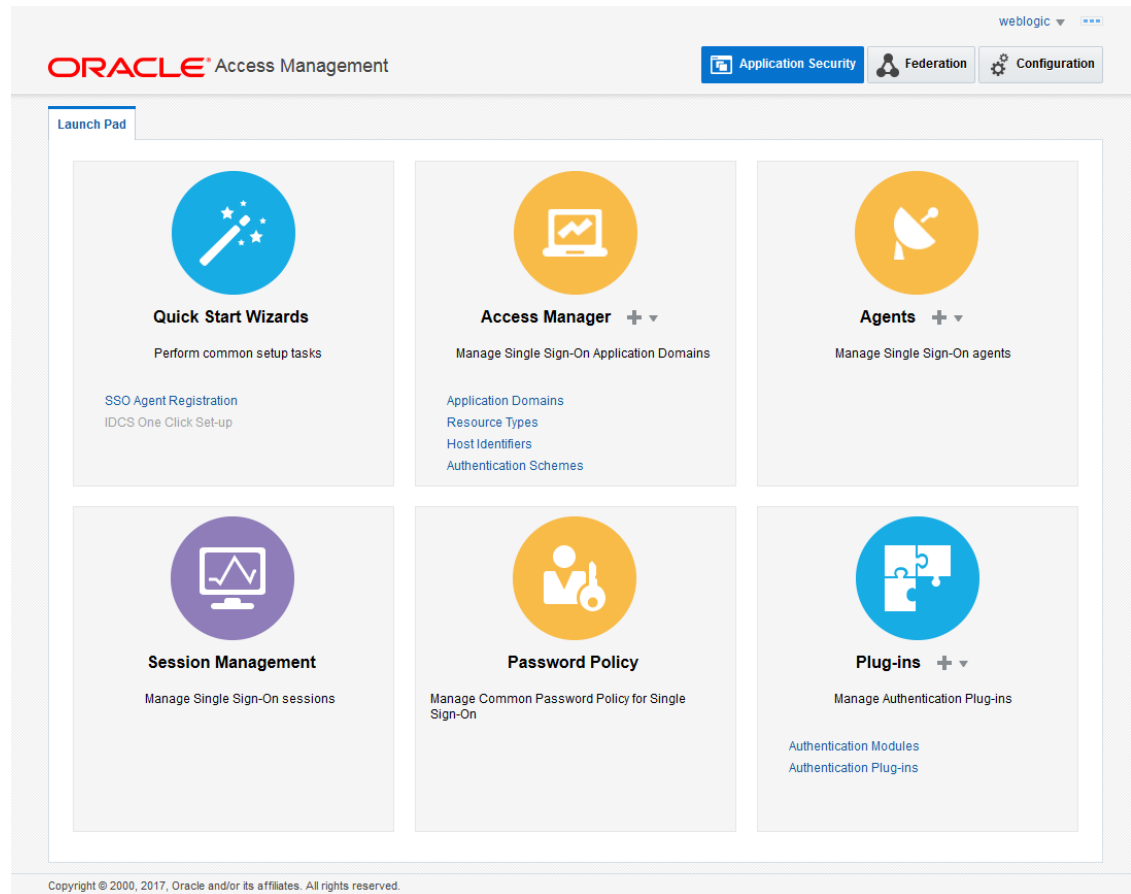 weblogic
ORACLE Access Management
Application Security
Federation
Configuration
Launch Pad
Quick Start Wizards
Perform common setup tasks
SSO Agent Registration
IDCS One Click Set-up
Access Manager
Manage Single Sign-On Application Domains
Application Domains
Resource Types
Host Identifiers
Authentication Schemes
Agents
Manage Single Sign-On agents
Session Management
Manage Single Sign-On sessions
Password Policy
Manage Common Password Policy for Single
Sign-On
Plug-ins
Manage Authentication Plug-ins
Authentication Modules
Authentication Plug-ins
Copyright © 2000, 2017, Oracle and/or its affiliates. All rights reserved.